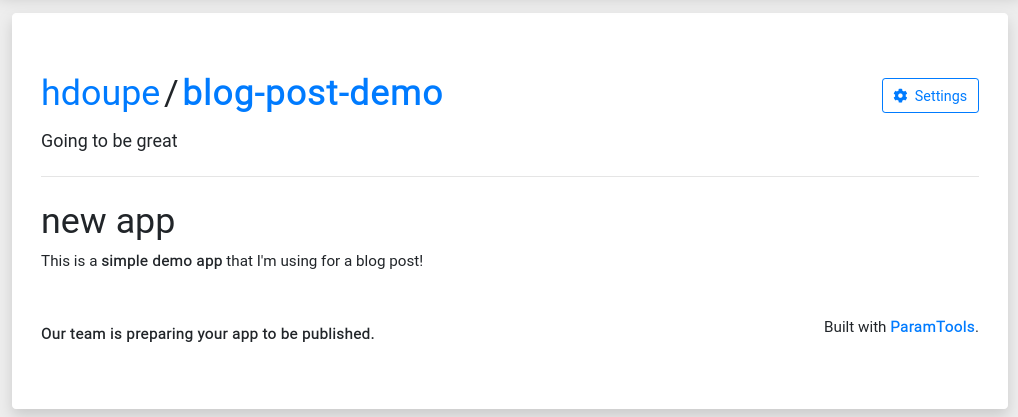 hdoupe/blog-post-demo
Settings
Going to be great
new app
This is a simple demo app that I'm using for a blog post!
Our team is preparing your app to be published.
Built with ParamTools.